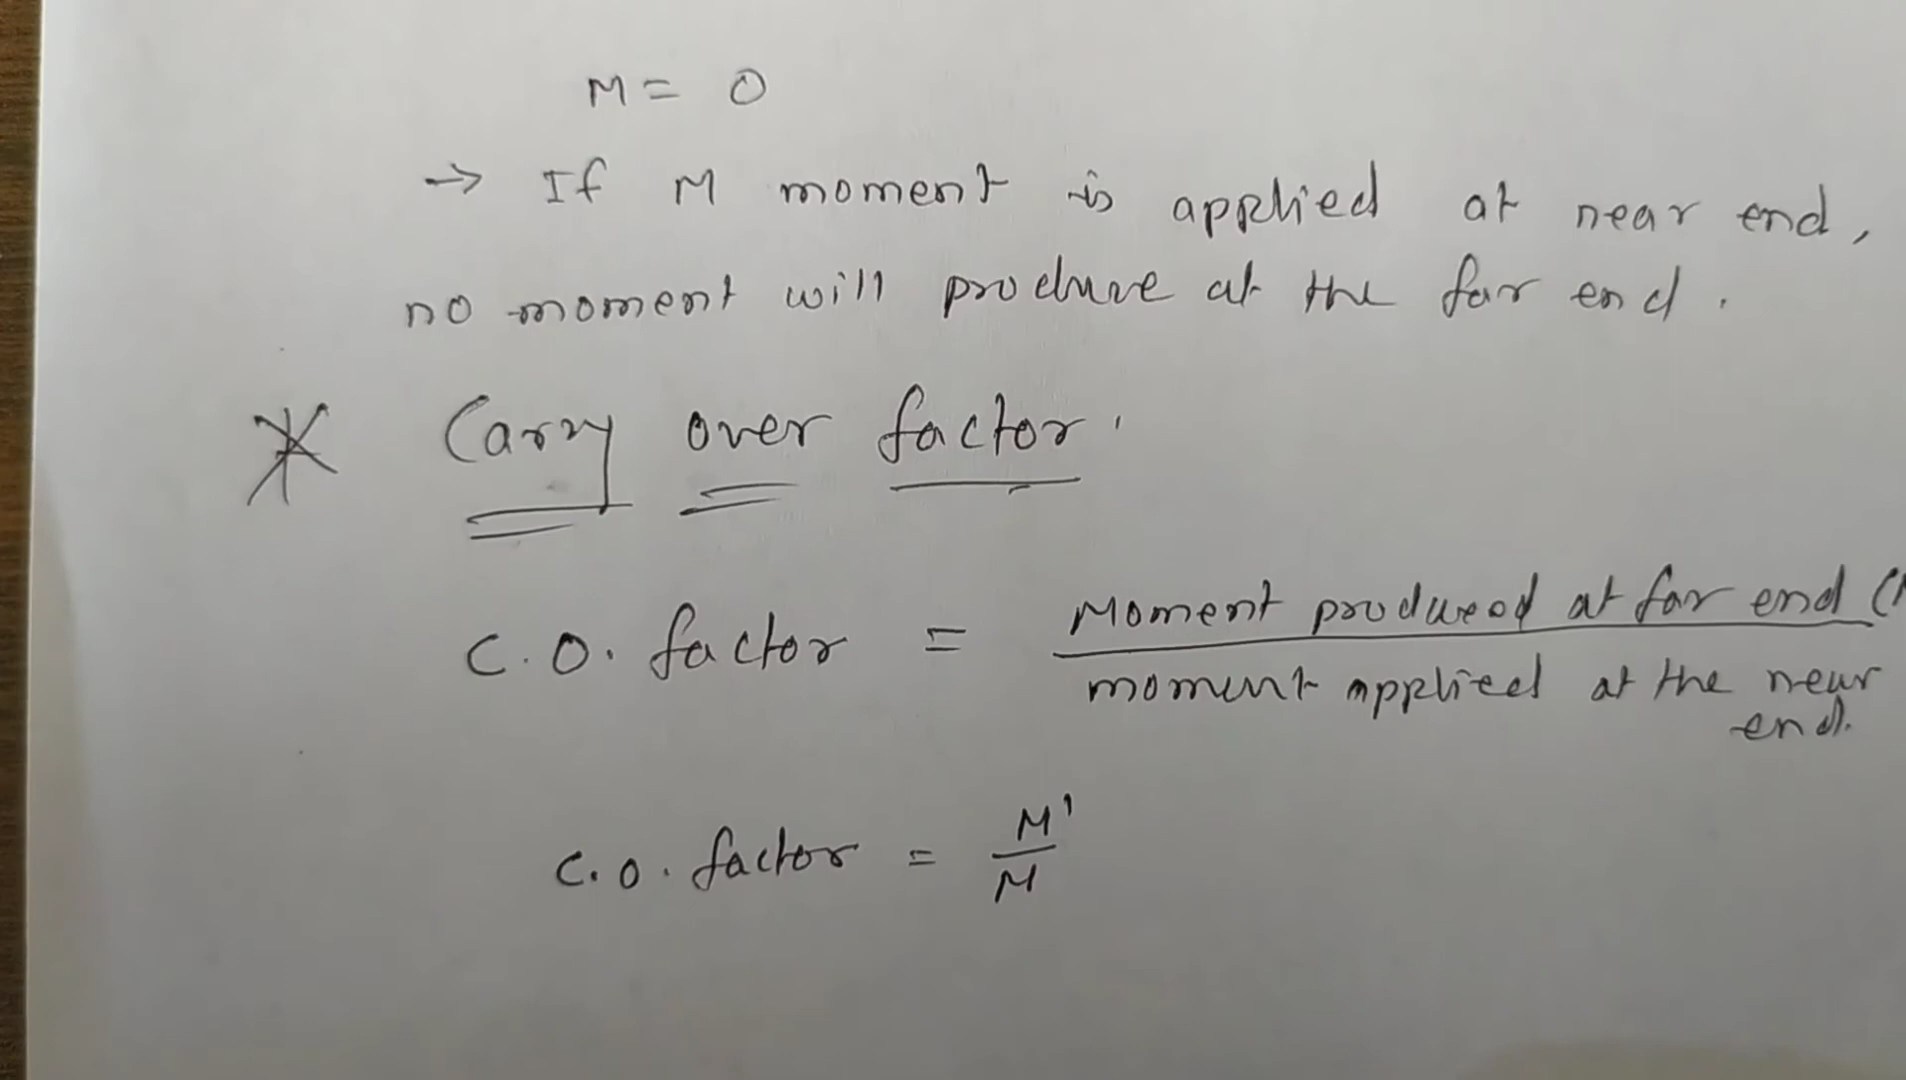 M = 0
→ If M moment is applied at near end,
no moment will produce at the far end.
* Carry over factor.
C.O. factor = Moment produced at far end (
moment applied at the near
end.
C.O. factor = M'
M